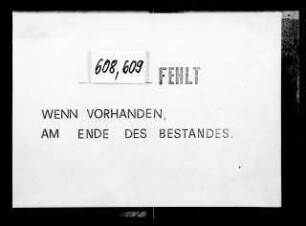 608, 609 FEHLT
WENN VORHANDEN,
AM ENDE DES BESTANDES.